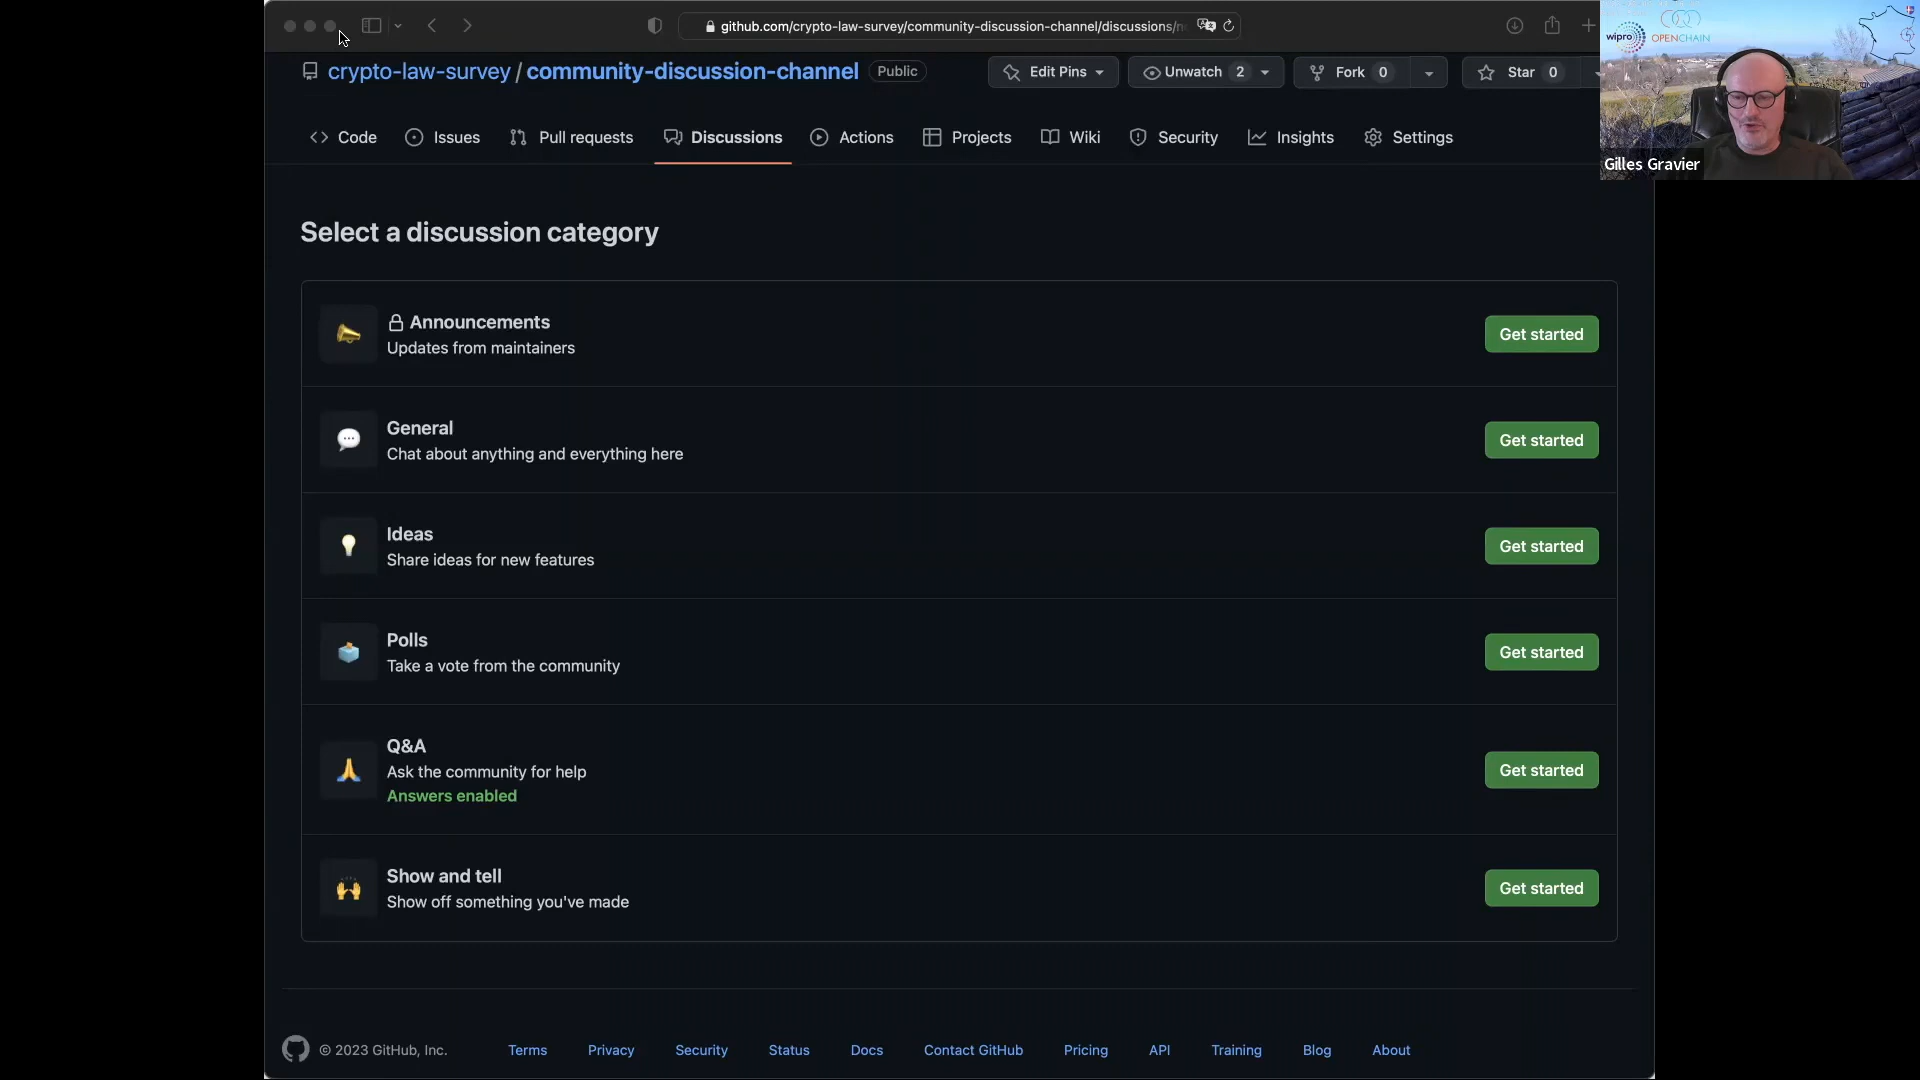 github.com/crypto-law-survey/community-discussion-channel/discussions/n
wipro
OPENCHAIN
Gilles Gravier
crypto-law-survey / community-discussion-channel Public
Edit Pins
Unwatch 2
Fork 0
Star 0
Code
Issues
Pull requests
Discussions
Actions
Projects
Wiki
Security
Insights
Settings
Select a discussion category
Announcements
Updates from maintainers
Get started
General
Chat about anything and everything here
Get started
Ideas
Share ideas for new features
Get started
Polls
Take a vote from the community
Get started
Q&A
Ask the community for help
Answers enabled
Get started
Show and tell
Show off something you've made
Get started
© 2023 GitHub, Inc.
Terms
Privacy
Security
Status
Docs
Contact GitHub
Pricing
API
Training
Blog
About